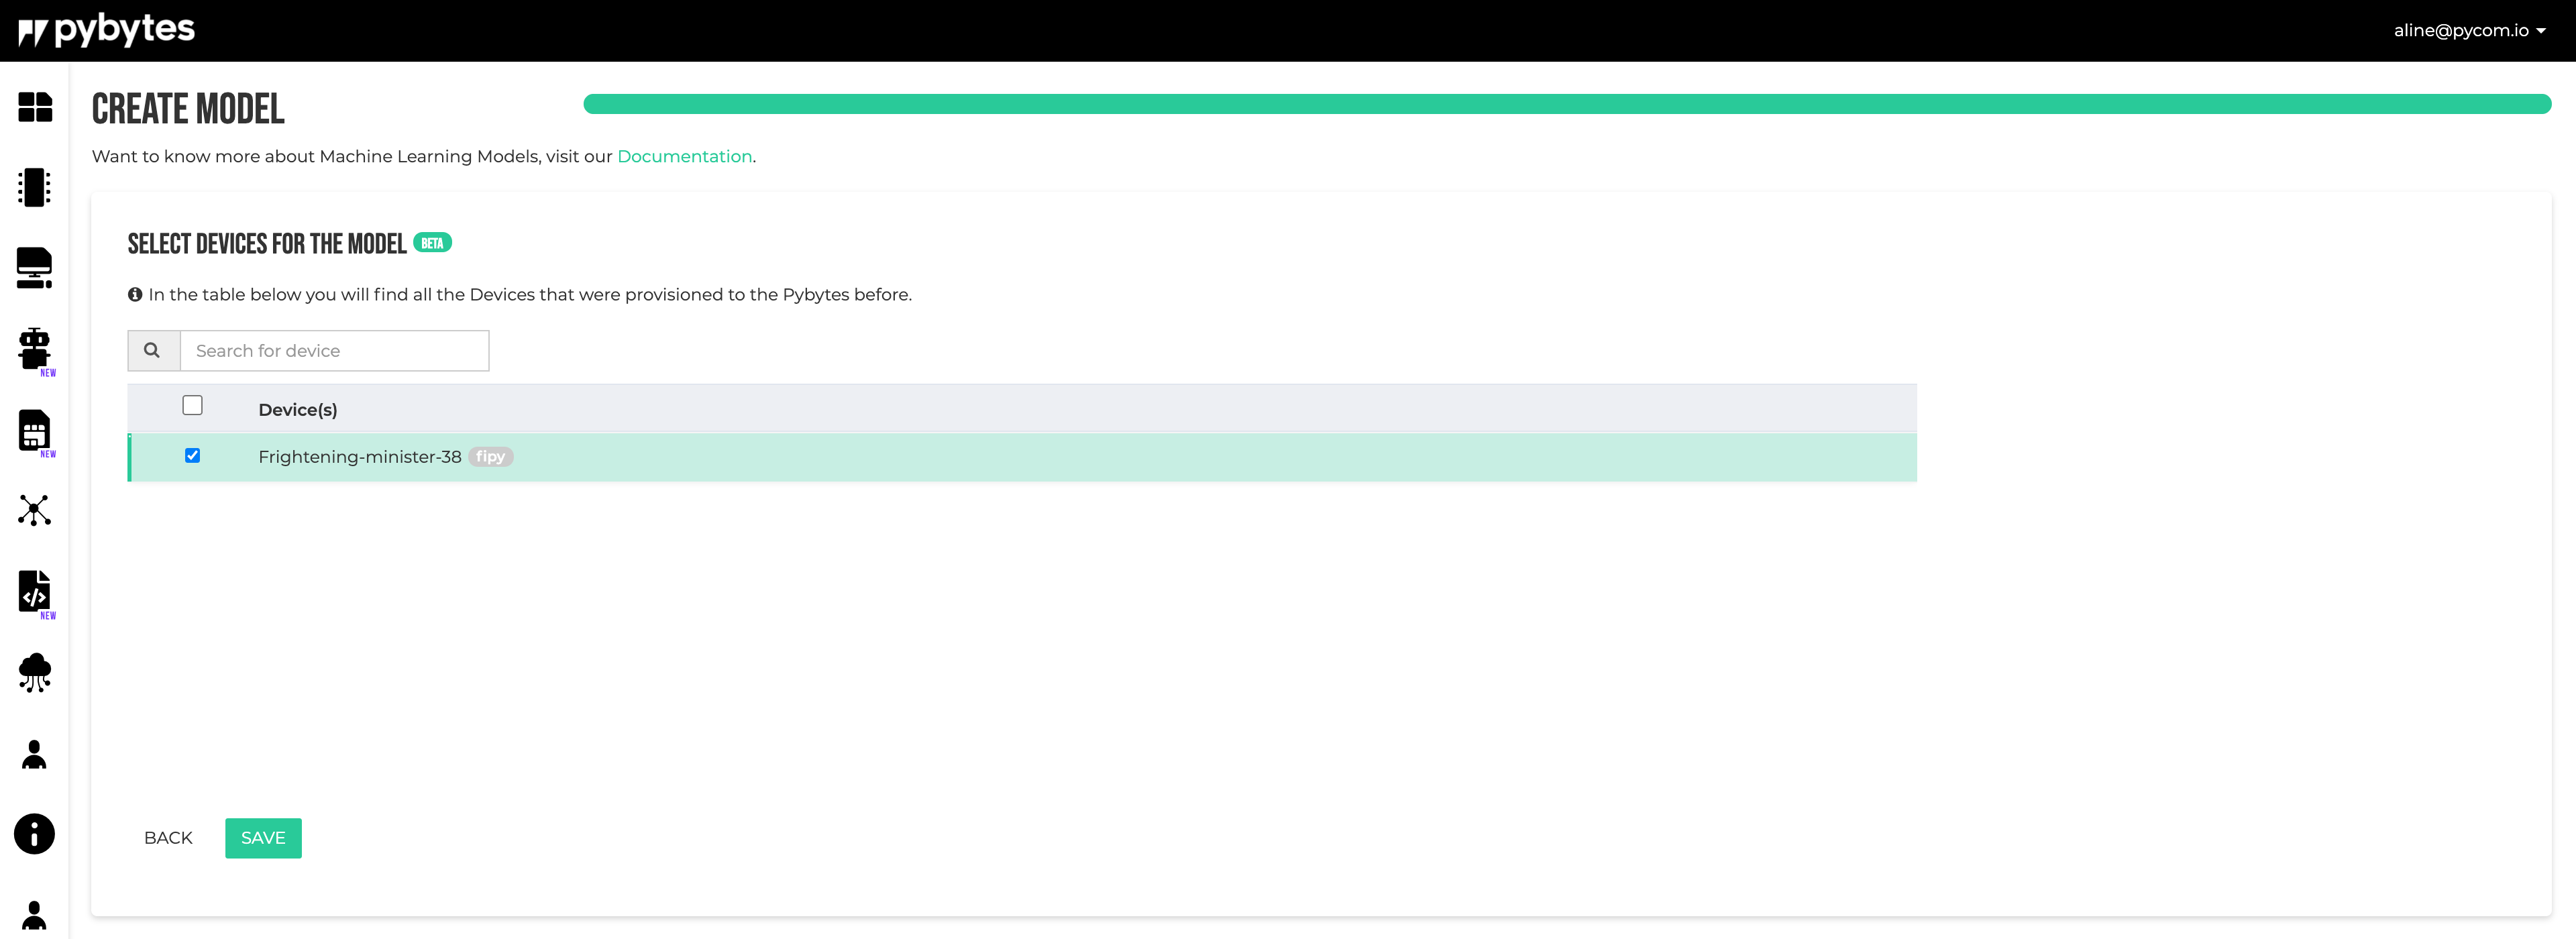 pybytes
aline@pycom.io
CREATE MODEL
Want to know more about Machine Learning Models, visit our Documentation.
SELECT DEVICES FOR THE MODEL BETA
In the table below you will find all the Devices that were provisioned to the Pybytes before.
Search for device
Device(s)
Frightening-minister-38 fipy
NEW
NEW
NEW
BACK SAVE